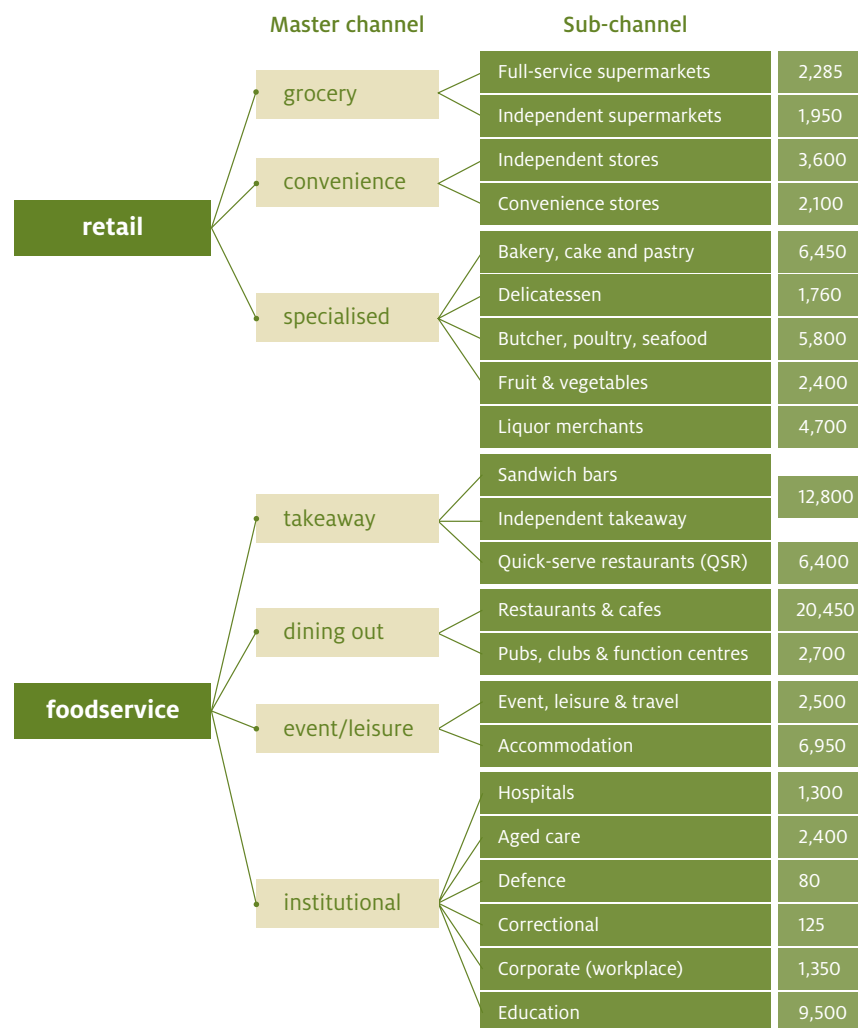 Master channel
Sub-channel
retail
grocery
Full-service supermarkets 2,285
Independent supermarkets 1,950
convenience
Independent stores 3,600
Convenience stores 2,100
specialised
Bakery, cake and pastry 6,450
Delicatessen 1,760
Butcher, poultry, seafood 5,800
Fruit & vegetables 2,400
Liquor merchants 4,700
foodservice
takeaway
Sandwich bars
Independent takeaway
12,800
Quick-serve restaurants (QSR) 6,400
dining out
Restaurants & cafes 20,450
Pubs, clubs & function centres 2,700
event/leisure
Event, leisure & travel 2,500
Accommodation 6,950
institutional
Hospitals 1,300
Aged care 2,400
Defence 80
Correctional 125
Corporate (workplace) 1,350
Education 9,500